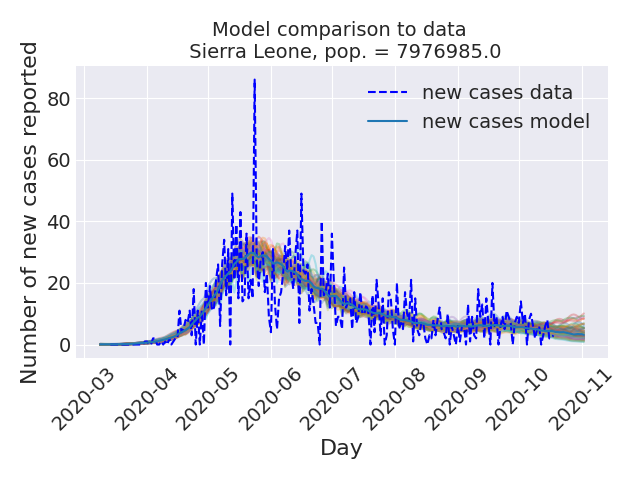 Model comparison to data
Sierra Leone, pop. = 7976985.0
new cases data
new cases model
Number of new cases reported
80
60
40
20
0
2020-03
2020-04
2020-05
2020-06
2020-07
2020-08
2020-09
2020-10
2020-11
Day